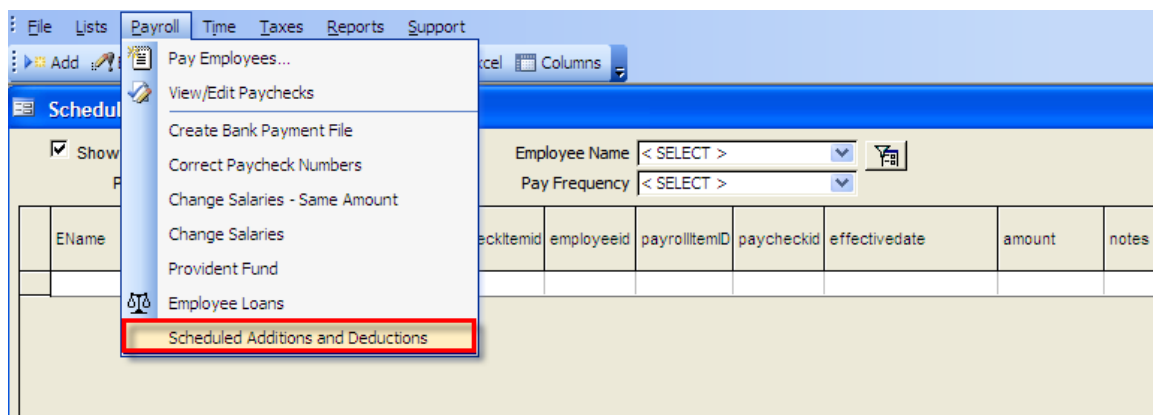 File Lists Payroll Time Taxes Reports Support
Add Columns
Pay Employees...
View/Edit Paychecks
Schedul
Create Bank Payment File
Show
Employee Name < SELECT >
Correct Paycheck Numbers
Pay Frequency < SELECT >
Change Salaries - Same Amount
EName employeeid payrollItemID paycheckid effectivedate amount notes
Change Salaries
Provident Fund
Employee Loans
Scheduled Additions and Deductions